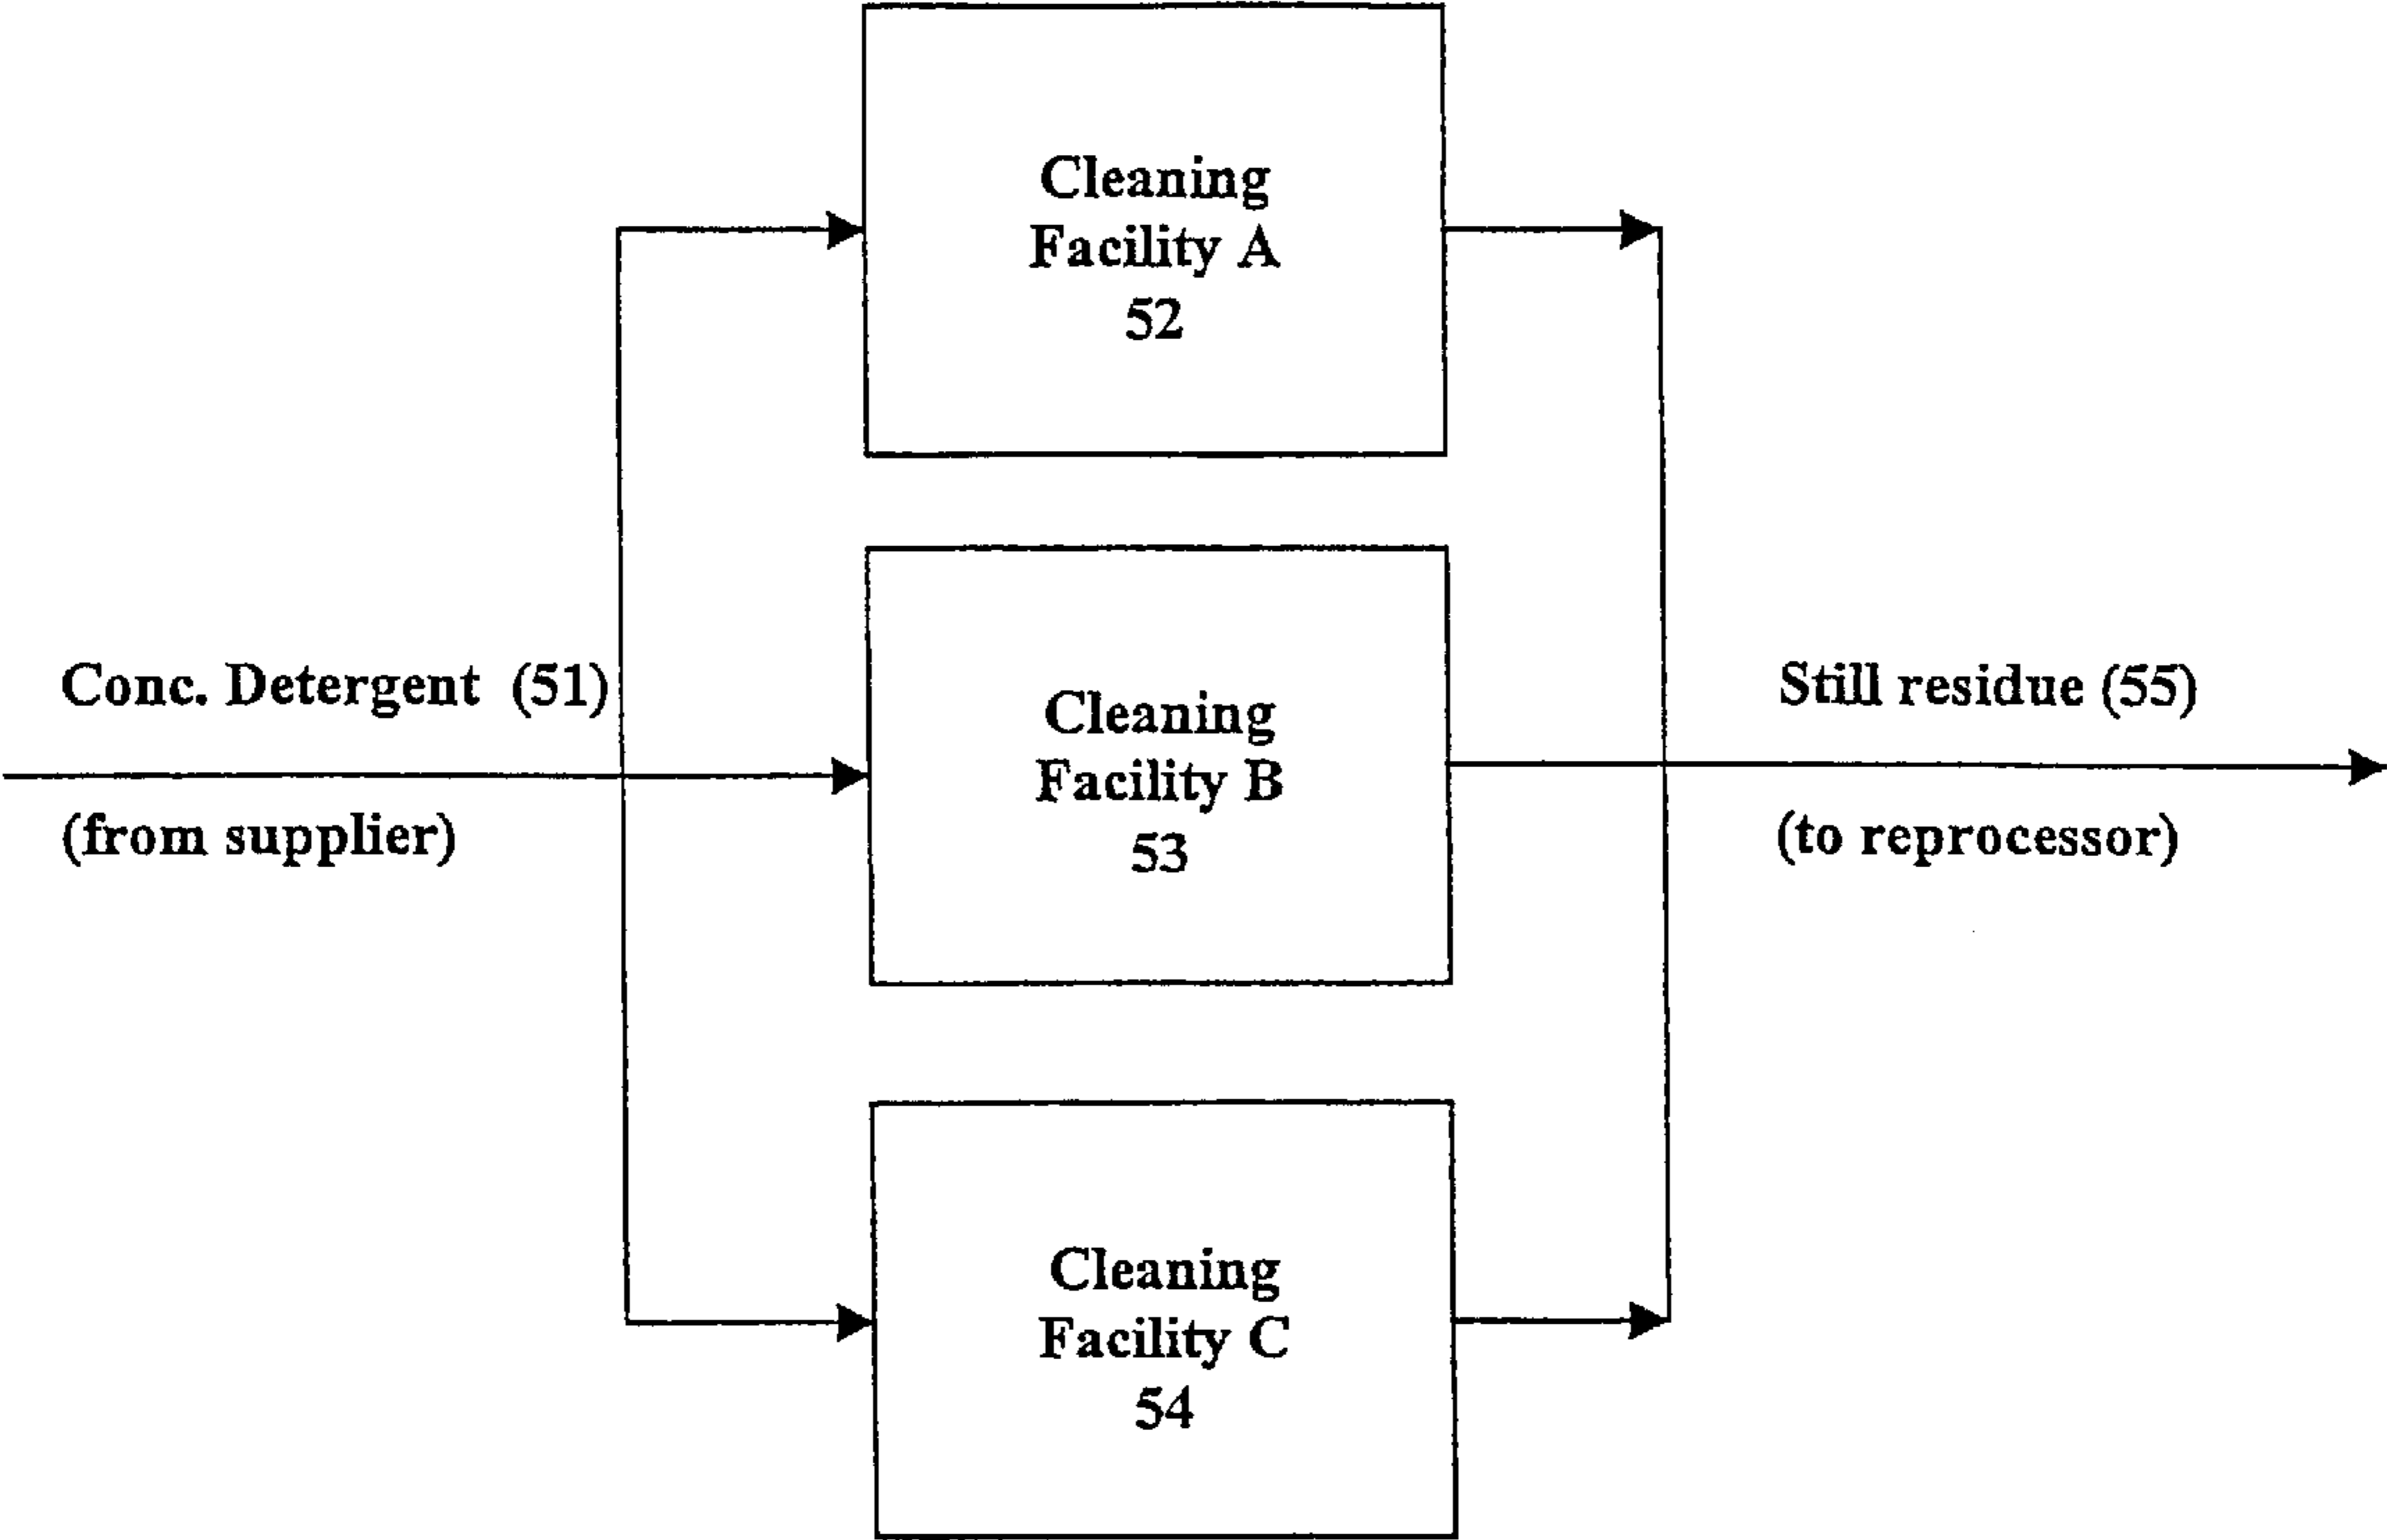 Cleaning
Facility A
52
Conc. Detergent (51)
(from supplier)
Cleaning
Facility B
53
Still residue (55)
(to reprocessor)
Cleaning
Facility C
54